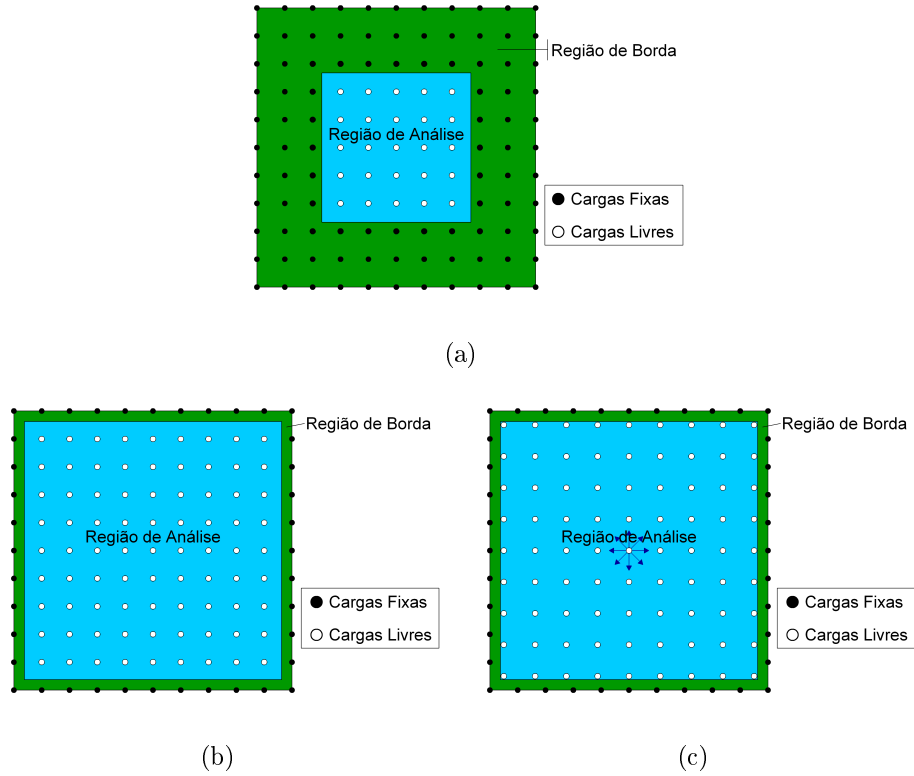 Região de Borda
Região de Análise
Cargas Fixas
Cargas Livres
(a)
Região de Borda
Região de Análise
Cargas Fixas
Cargas Livres
(b)
Região de Borda
Região de Análise
Cargas Fixas
Cargas Livres
(c)